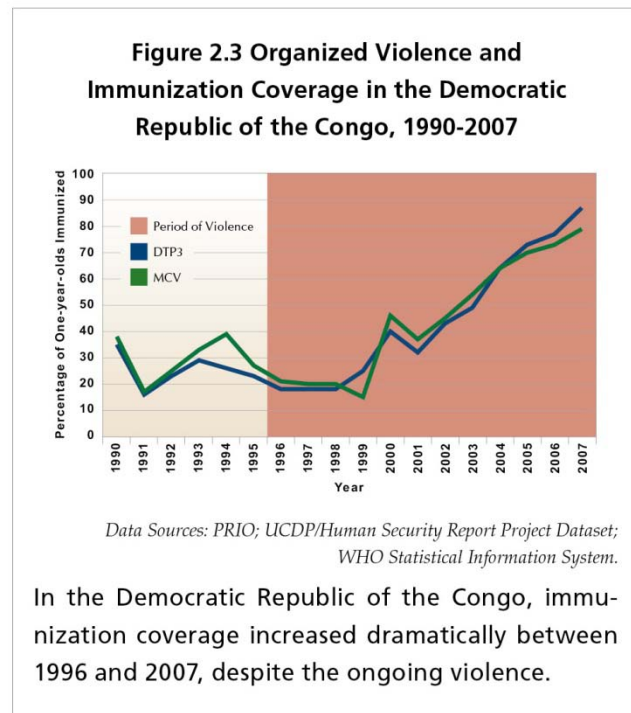 Figure 2.3 Organized Violence and
Immunization Coverage in the Democratic
Republic of the Congo, 1990-2007
Percentage of One-year-olds Immunized
100
90
80
70
60
50
40
30
20
10
0
Period of Violence
DTP3
MCV
1990
1991
1992
1993
1994
1995
1996
1997
1998
1999
2000
2001
2002
2003
2004
2005
2006
2007
Year
Data Sources: PRIO; UCDP/Human Security Report Project Dataset;
WHO Statistical Information System.
In the Democratic Republic of the Congo, immu-
nization coverage increased dramatically between
1996 and 2007, despite the ongoing violence.